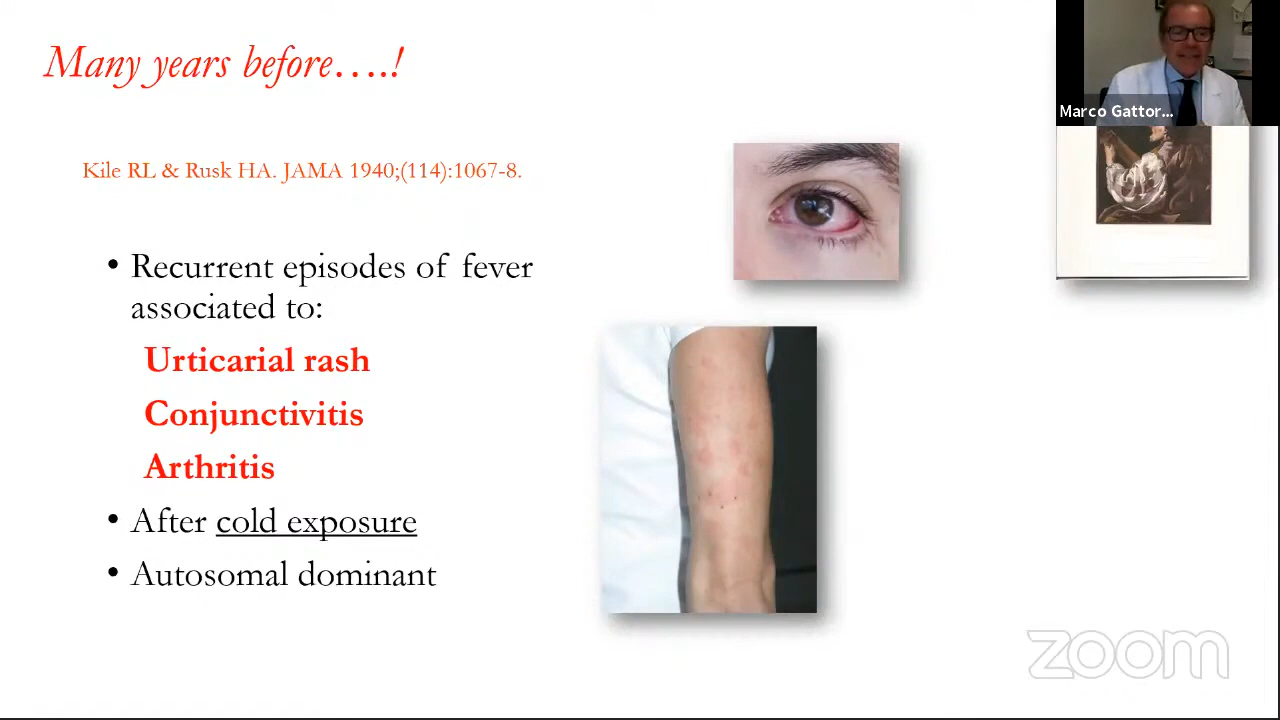 Many years before….!
Marco Gattor...
Kile RL & Rusk HA. JAMA 1940;(114):1067-8.
• Recurrent episodes of fever
associated to:
Urticarial rash
Conjunctivitis
Arthritis
• After cold exposure
• Autosomal dominant
zoom